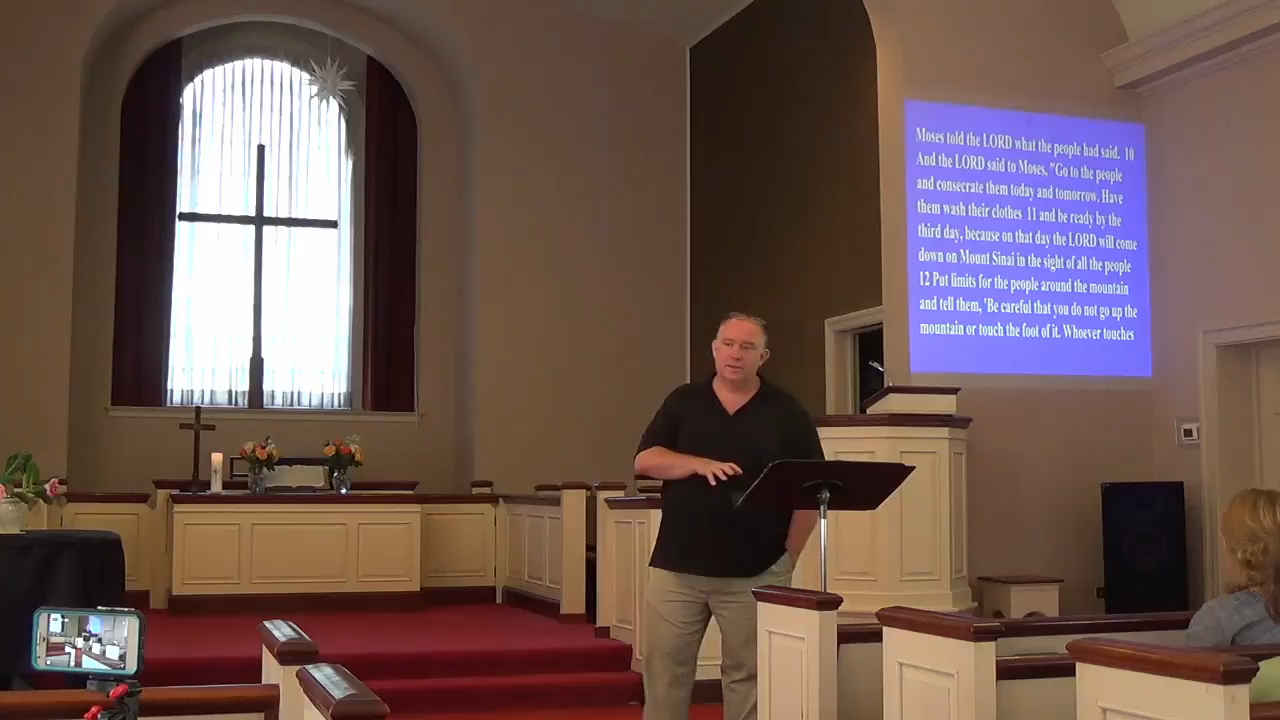 Moses told the LORD what the people had said. 10
And the LORD said to Moses, "Go to the people
and consecrate them today and tomorrow. Have
them wash their clothes 11 and be ready by the
third day, because on that day the LORD will come
down on Mount Sinai in the sight of all the people
12 Put limits for the people around the mountain
and tell them, 'Be careful that you do not go up the
mountain or touch the foot of it. Whoever touches